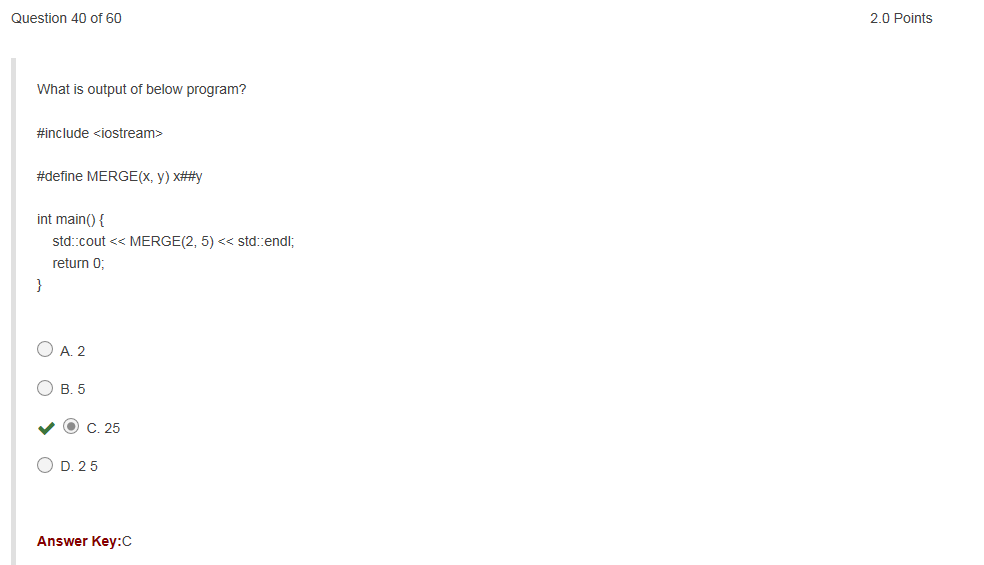 Question 40 of 60
2.0 Points
What is output of below program?
#include <iostream>
#define MERGE(x, y) x##y
int main() {
    std::cout << MERGE(2, 5) << std::endl;
    return 0;
}
A. 2
B. 5
C. 25
D. 2 5
Answer Key:C